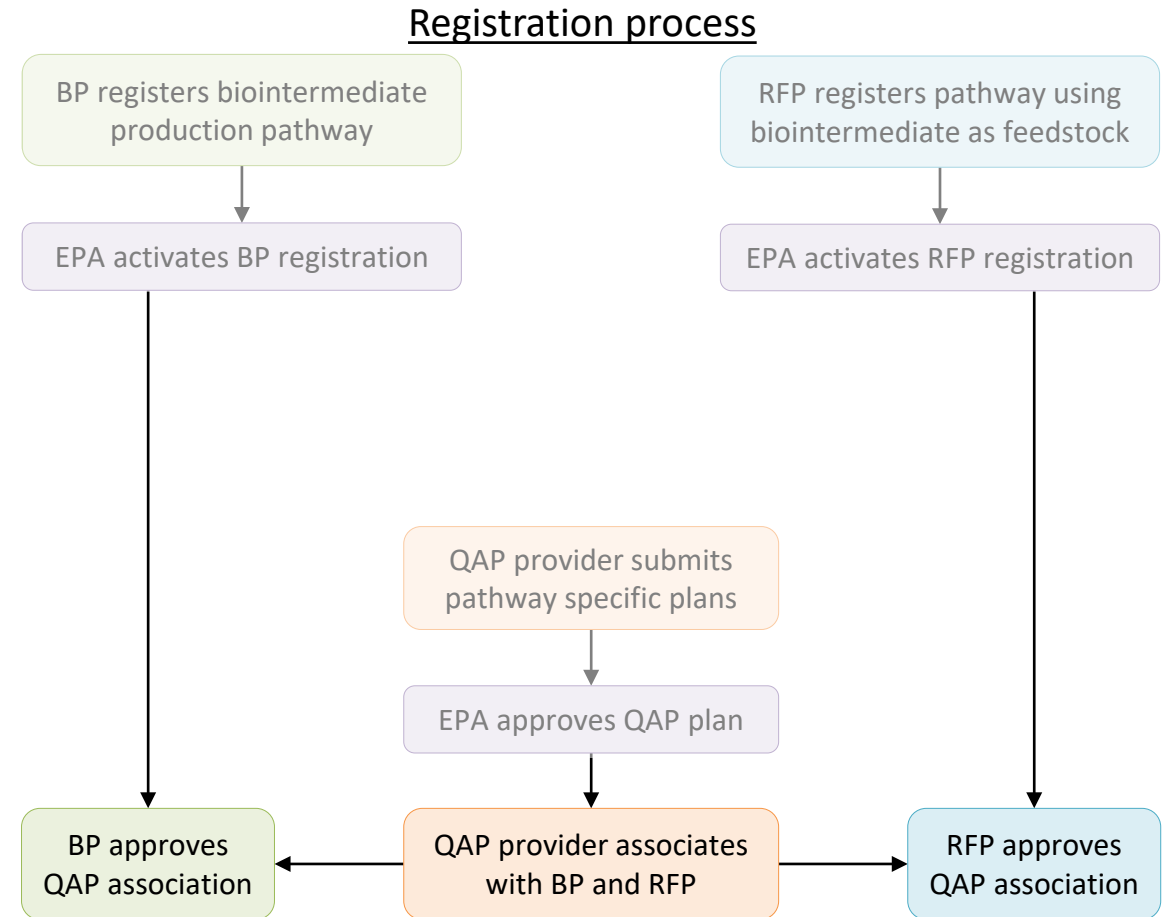 Registration process
BP registers biointermediate
production pathway
RFP registers pathway using
biointermediate as feedstock
EPA activates BP registration
EPA activates RFP registration
QAP provider submits
pathway specific plans
EPA approves QAP plan
BP approves
QAP association
QAP provider associates
with BP and RFP
RFP approves
QAP association